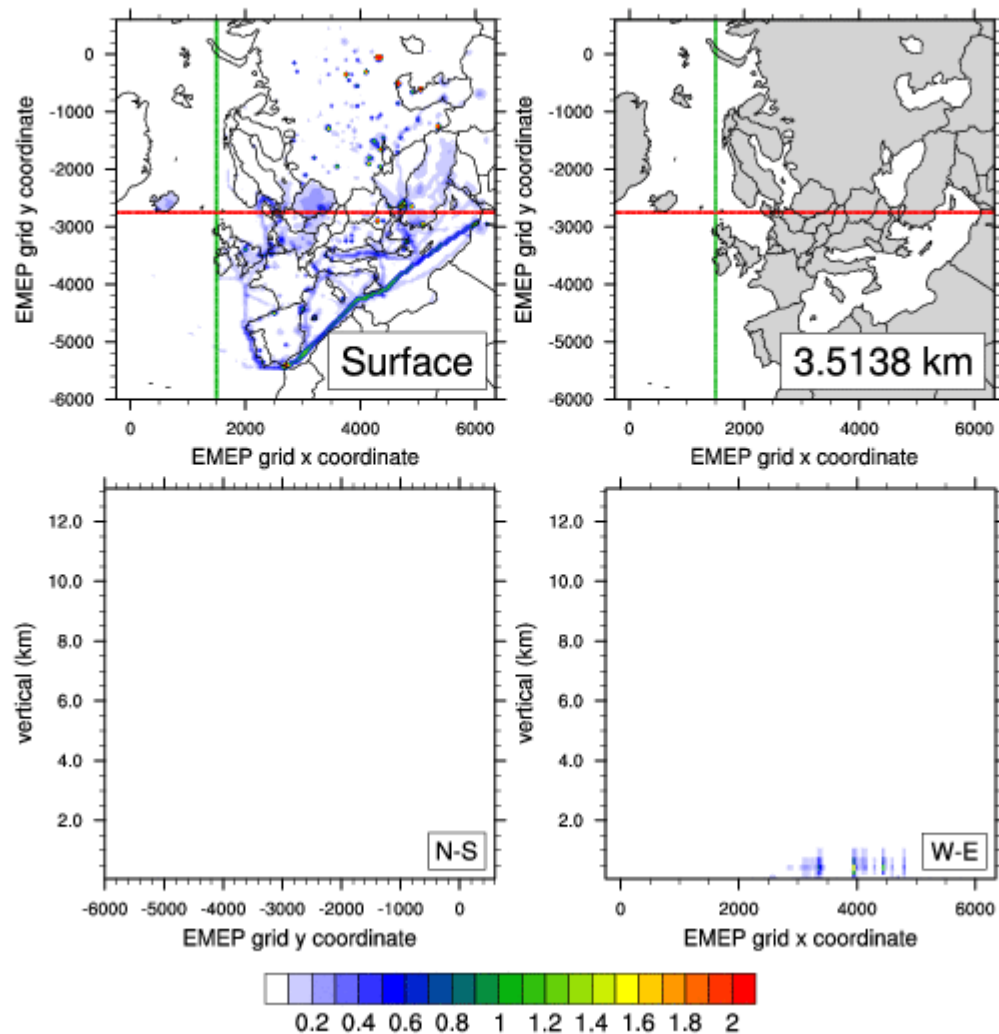 0
-1000
-2000
-3000
-4000
-5000
-6000
EMEP grid y coordinate
Surface
0 2000 4000 6000
EMEP grid x coordinate
0
-1000
-2000
-3000
-4000
-5000
-6000
EMEP grid y coordinate
3.5138 km
0 2000 4000 6000
EMEP grid x coordinate
12.0
10.0
8.0
6.0
4.0
2.0
vertical (km)
N-S
-6000 -5000 -4000 -3000 -2000 -1000 0
EMEP grid y coordinate
12.0
10.0
8.0
6.0
4.0
2.0
vertical (km)
W-E
0 2000 4000 6000
EMEP grid x coordinate
0.2 0.4 0.6 0.8 1 1.2 1.4 1.6 1.8 2